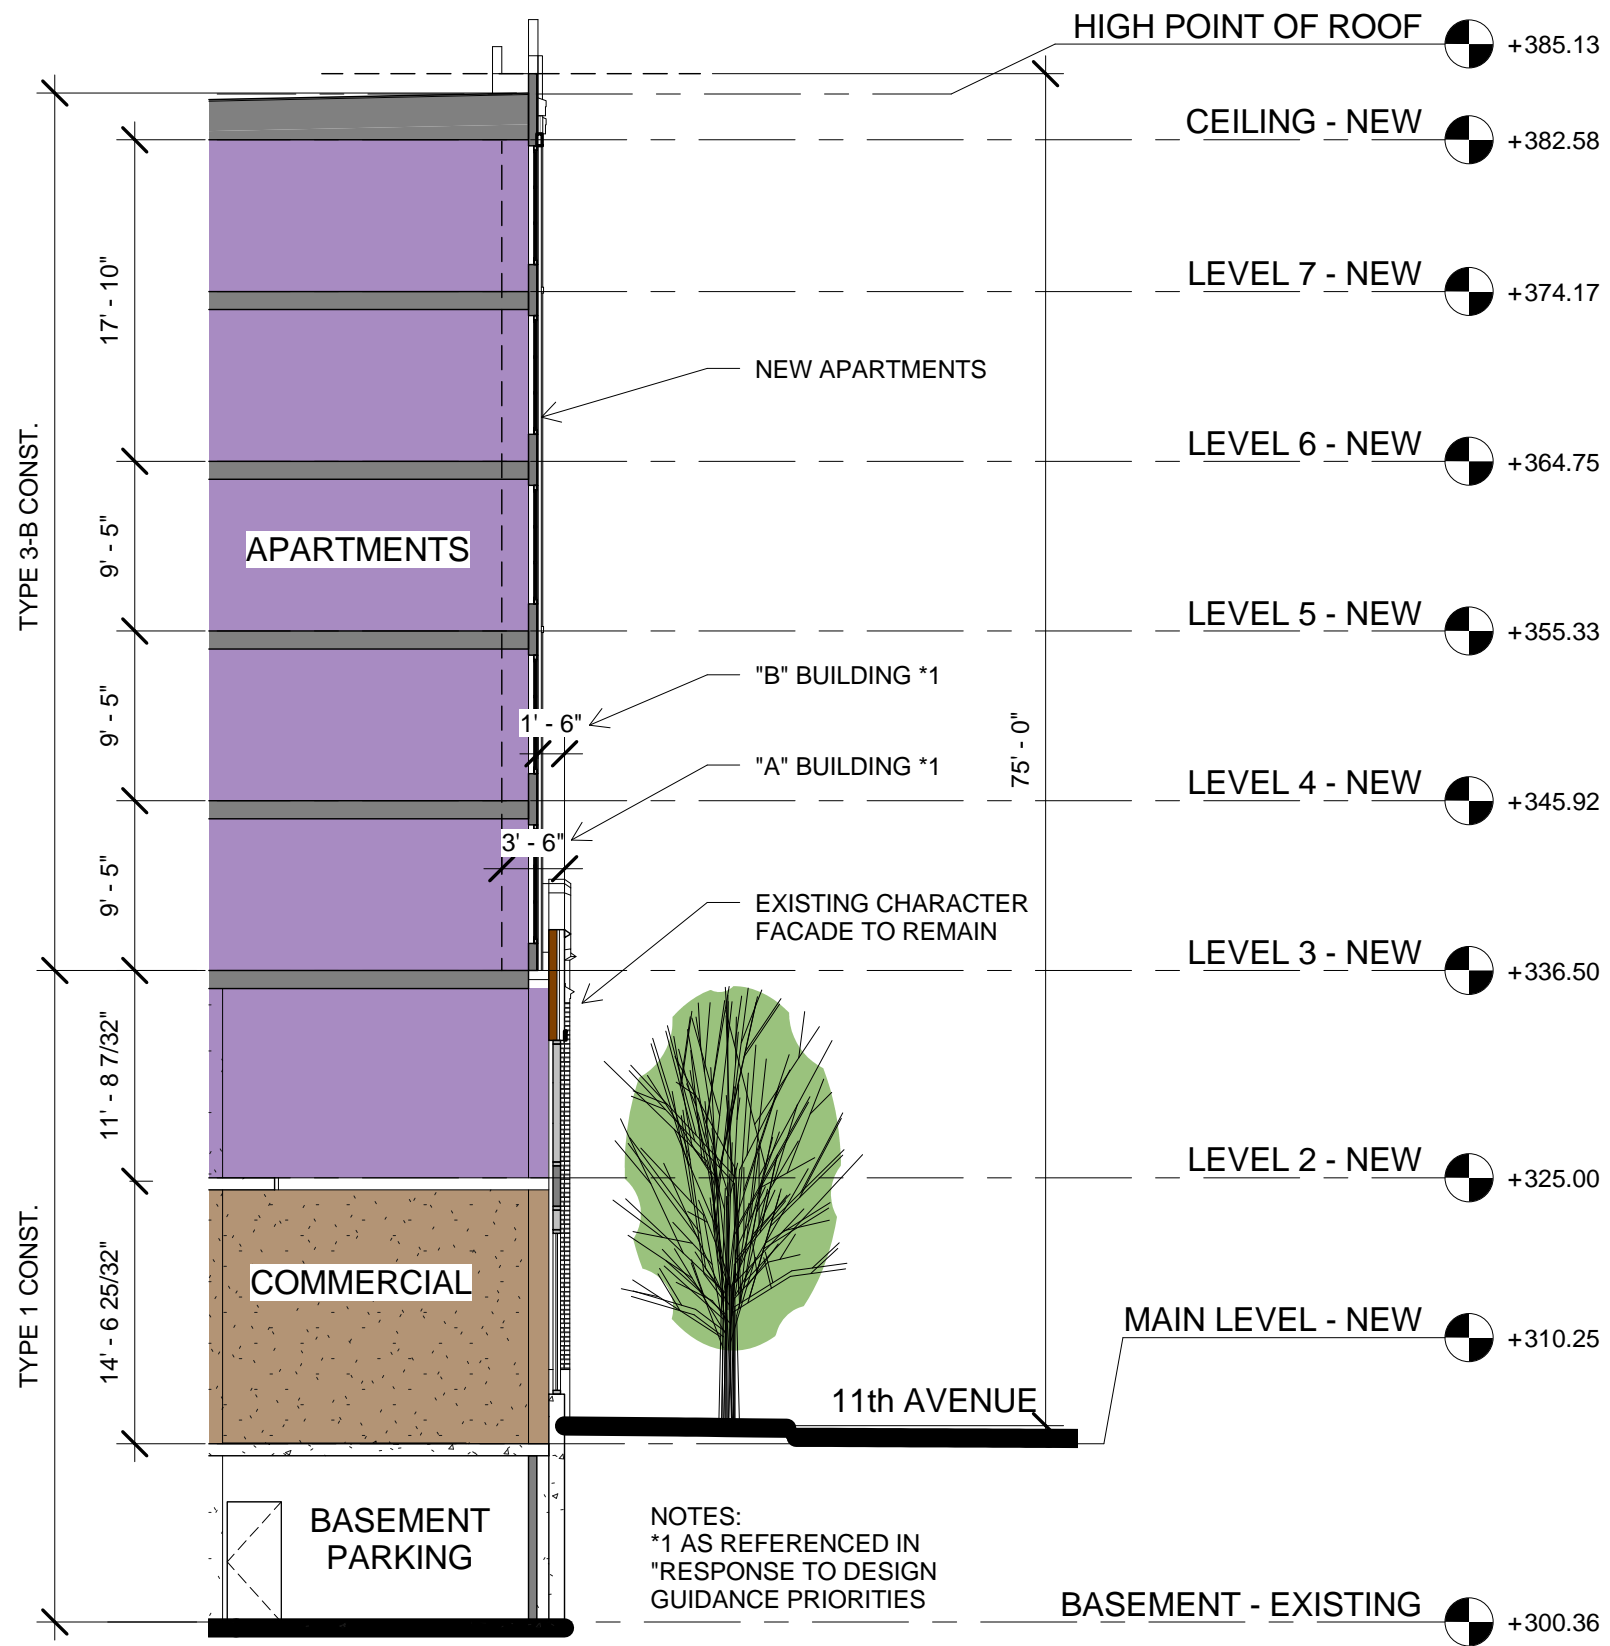 HIGH POINT OF ROOF
+385.13
CEILING - NEW
+382.58
LEVEL 7 - NEW
+374.17
17' - 10"
NEW APARTMENTS
LEVEL 6 - NEW
+364.75
TYPE 3-B CONST.
9' - 5"
APARTMENTS
LEVEL 5 - NEW
+355.33
9' - 5"
"B" BUILDING *1
1' - 6"
75' - 0"
"A" BUILDING *1
LEVEL 4 - NEW
+345.92
3' - 6"
9' - 5"
EXISTING CHARACTER
FACADE TO REMAIN
LEVEL 3 - NEW
+336.50
11' - 8 7/32"
LEVEL 2 - NEW
+325.00
TYPE 1 CONST.
14' - 6 25/32"
COMMERCIAL
MAIN LEVEL - NEW
+310.25
11th AVENUE
BASEMENT
PARKING
NOTES:
*1 AS REFERENCED IN
"RESPONSE TO DESIGN
GUIDANCE PRIORITIES
BASEMENT - EXISTING
+300.36